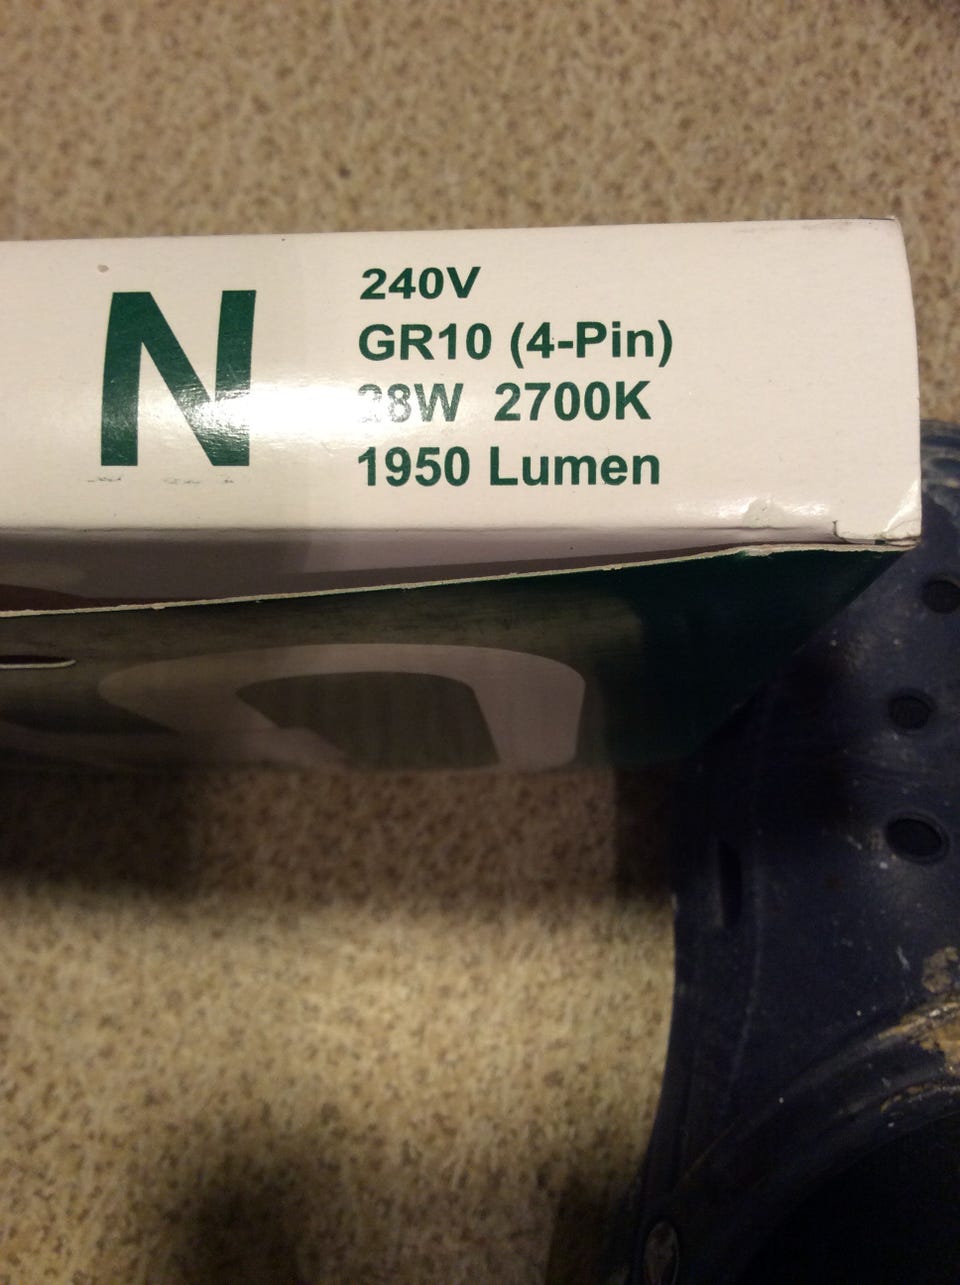 N
240V
GR10 (4-Pin)
28W 2700K
1950 Lumen